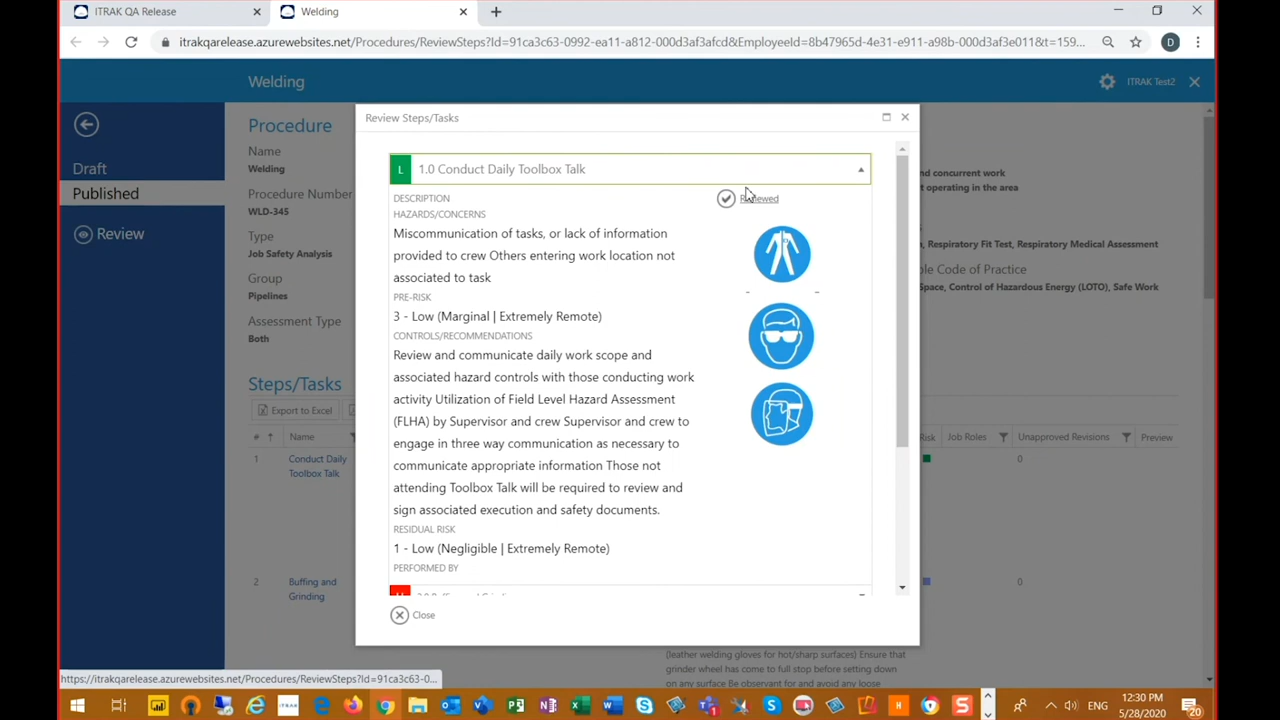 ITRAK QA Release
Welding
itrakqarelease.azurewebsites.net/Procedures/ReviewSteps?Id=91ca3c63-0992-ea11-a812-000d3af3afcd&EmployeeId=8b47965d-4e31-e911-a98b-000d3af3e011&t=159...
D
Welding
ITRAK Test2
Draft
Published
Review
Procedure
Name
Welding
Procedure Number
WLD-345
Type
Job Safety Analysis
Group
Pipelines
Assessment Type
Both
Steps/Tasks
Export to Excel
# Name
1 Conduct Daily
Toolbox Talk
2 Buffing and
Grinding
Review Steps/Tasks
L 1.0 Conduct Daily Toolbox Talk
DESCRIPTION
HAZARDS/CONCERNS
Miscommunication of tasks, or lack of information
provided to crew Others entering work location not
associated to task
PRE-RISK
3 - Low (Marginal | Extremely Remote)
CONTROLS/RECOMMENDATIONS
Review and communicate daily work scope and
associated hazard controls with those conducting work
activity Utilization of Field Level Hazard Assessment
(FLHA) by Supervisor and crew Supervisor and crew to
engage in three way communication as necessary to
communicate appropriate information Those not
attending Toolbox Talk will be required to review and
sign associated execution and safety documents.
RESIDUAL RISK
1 - Low (Negligible | Extremely Remote)
PERFORMED BY
Reviewed
Close
and concurrent work
t operating in the area
, Respiratory Fit Test, Respiratory Medical Assessment
le Code of Practice
Space, Control of Hazardous Energy (LOTO), Safe Work
Risk Job Roles Unapproved Revisions Preview
0
0
(leather welding gloves for hot/sharp surfaces) Ensure that
grinder wheel has come to full stop before setting down
on any surface Be observant for and avoid any loose
https://itrakqarelease.azurewebsites.net/Procedures/ReviewSteps?Id=91ca3c63-0...
ENG
12:30 PM
5/28/2020
20